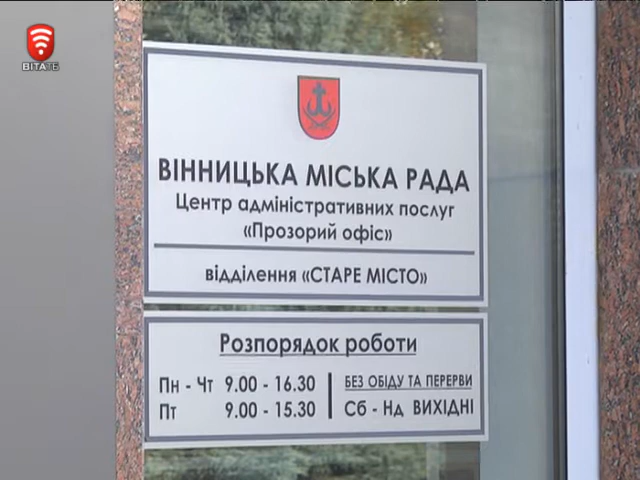 ВІТА ТБ
ВІННИЦЬКА МІСЬКА РАДА
Центр адміністративних послуг
«Прозорий офіс»
відділення «СТАРЕ МІСТО»
Розпорядок роботи
Пн - Чт 9.00 - 16.30
Пт 9.00 - 15.30
БЕЗ ОБІДУ ТА ПЕРЕРВИ
Сб - Нд ВИХІДНІ